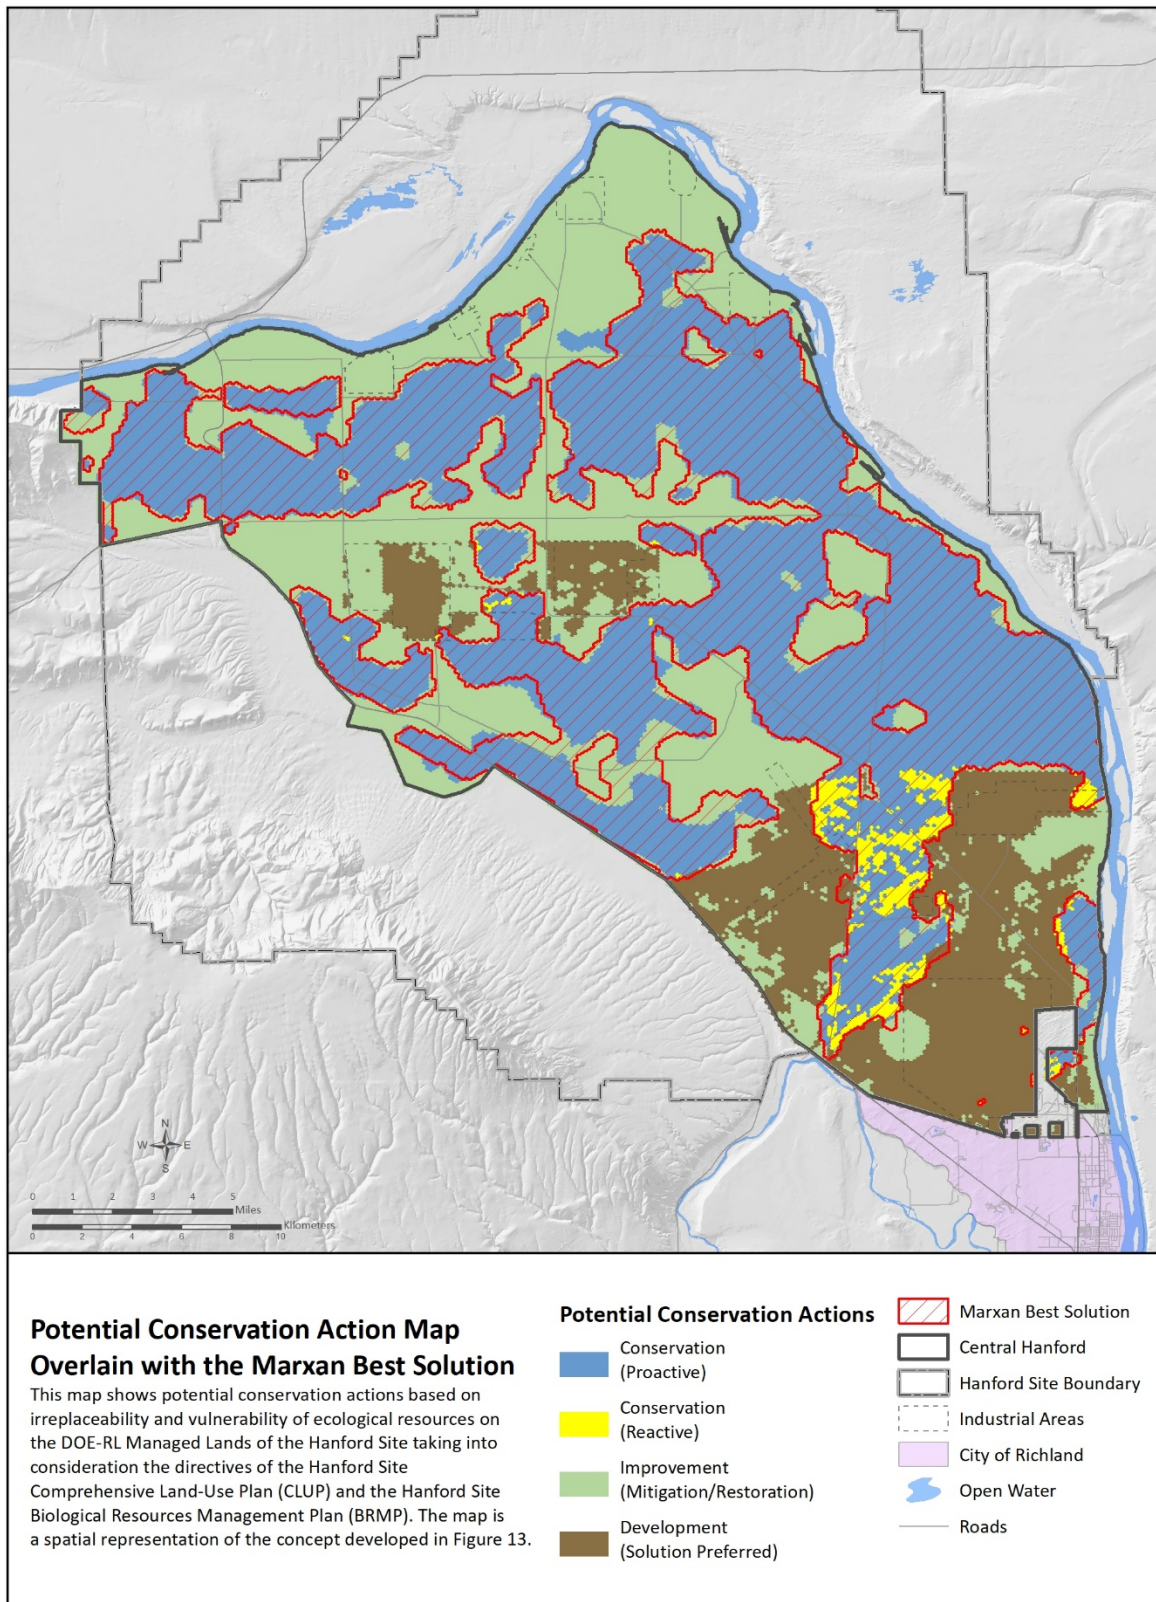 N
W E
S
0 1 2 3 4 5
Miles
Kilometers
0 2 4 6 8 10
Potential Conservation Action Map
Overlain with the Marxan Best Solution
This map shows potential conservation actions based on
irreplaceability and vulnerability of ecological resources on
the DOE-RL Managed Lands of the Hanford Site taking into
consideration the directives of the Hanford Site
Comprehensive Land-Use Plan (CLUP) and the Hanford Site
Biological Resources Management Plan (BRMP). The map is
a spatial representation of the concept developed in Figure 13.
Potential Conservation Actions
Conservation
(Proactive)
Conservation
(Reactive)
Improvement
(Mitigation/Restoration)
Development
(Solution Preferred)
Marxan Best Solution
Central Hanford
Hanford Site Boundary
Industrial Areas
City of Richland
Open Water
Roads